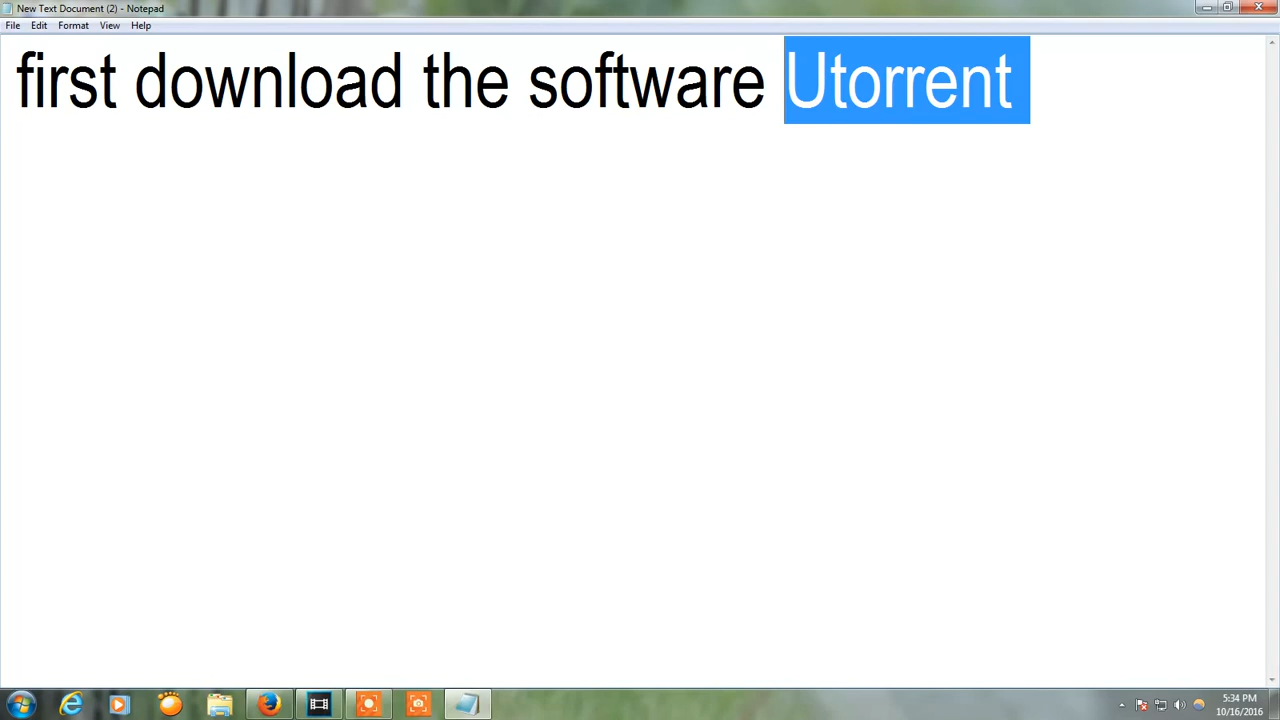 New Text Document (2) - Notepad
File Edit Format View Help
first download the software Utorrent
5:34 PM
10/16/2016